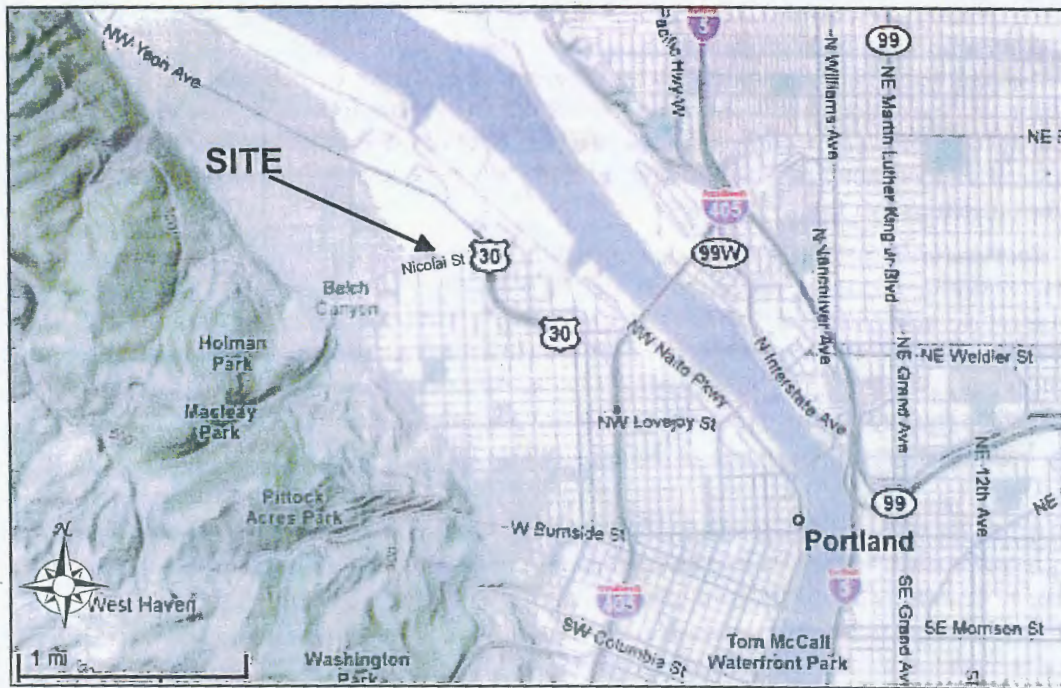 NW Yeon Ave
Pacific Hwy W
5
N Williams Ave
99
NE Martin Luther King Jr Blvd
SITE
405
NE
Nicolai St
30
99W
N Vancouver Ave
Balch
Canyon
30
Holman
Park
NW Naito Pkwy
N Interstate Ave
NE Weidler St
NE Grand Ave
Macleay
Park
NW Lovejoy St
NE 12th Ave
Pittock
Acres Park
99
NE
W Burnside St
Portland
N
5
West Haven
405
SE Grand Ave
SW Columbia St
SE Morrison St
Tom McCall
Waterfront Park
1 mi
Washington
Park